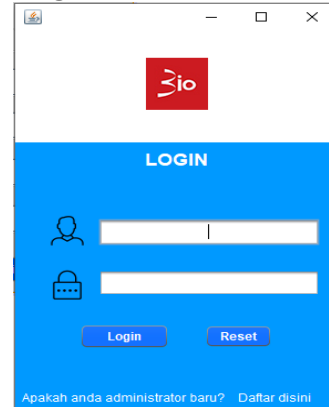 3io
LOGIN
Login Reset
Apakah anda administrator baru? Daftar disini